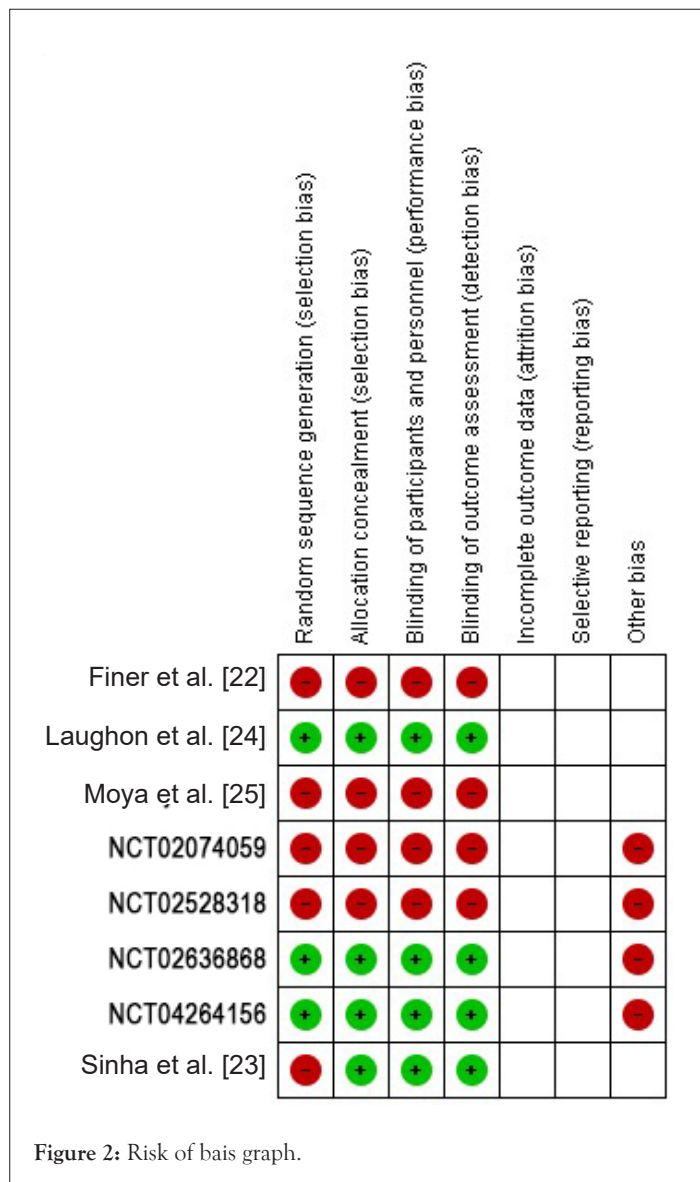 Random sequence generation (selection bias)
Allocation concealment (selection bias)
Blinding of participants and personnel (performance bias)
Blinding of outcome assessment (detection bias)
Incomplete outcome data (attrition bias)
Selective reporting (reporting bias)
Other bias
Finer et al. [22] - - - -
Laughon et al. [24] + + + +
Moya et al. [25] - - - -
NCT02074059 - - - - -
NCT02528318 - - - - -
NCT02636868 + + + + -
NCT04264156 + + + + -
Sinha et al. [23] - + + +
Figure 2: Risk of bais graph.